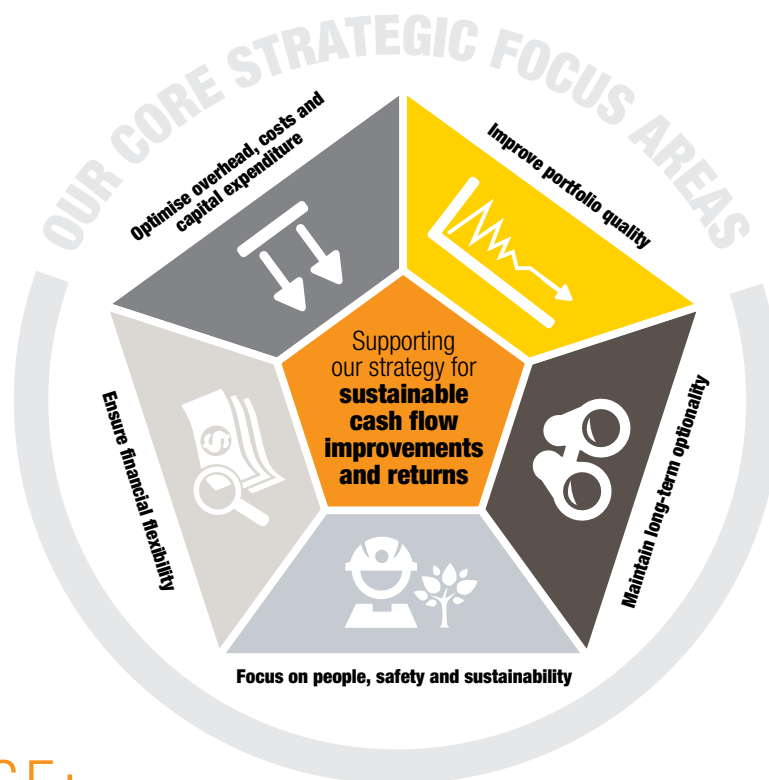 OUR CORE STRATEGIC FOCUS AREAS
Optimise overhead, costs and
capital expenditure
Improve portfolio quality
Supporting
our strategy for
sustainable
cash flow
improvements
and returns
Ensure financial flexibility
Maintain long-term optionality
Focus on people, safety and sustainability